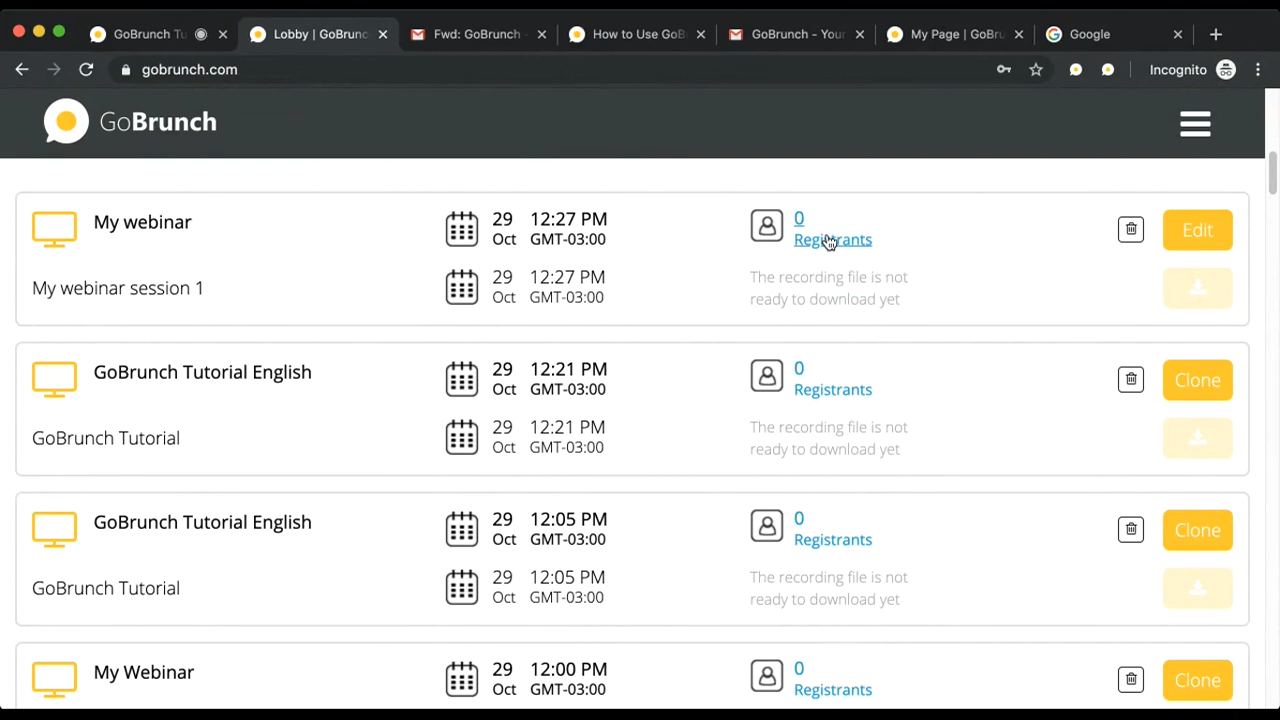 GoBrunch Tu
Lobby | GoBrunc
Fwd: GoBrunch -
How to Use GoB
GoBrunch - Your
My Page | GoBru
Google
gobrunch.com
Incognito
GoBrunch
My webinar
29 12:27 PM
Oct GMT-03:00
0
Registrants
Edit
My webinar session 1
29 12:27 PM
Oct GMT-03:00
The recording file is not
ready to download yet
GoBrunch Tutorial English
29 12:21 PM
Oct GMT-03:00
0
Registrants
Clone
GoBrunch Tutorial
29 12:21 PM
Oct GMT-03:00
The recording file is not
ready to download yet
GoBrunch Tutorial English
29 12:05 PM
Oct GMT-03:00
0
Registrants
Clone
GoBrunch Tutorial
29 12:05 PM
Oct GMT-03:00
The recording file is not
ready to download yet
My Webinar
29 12:00 PM
Oct GMT-03:00
0
Registrants
Clone